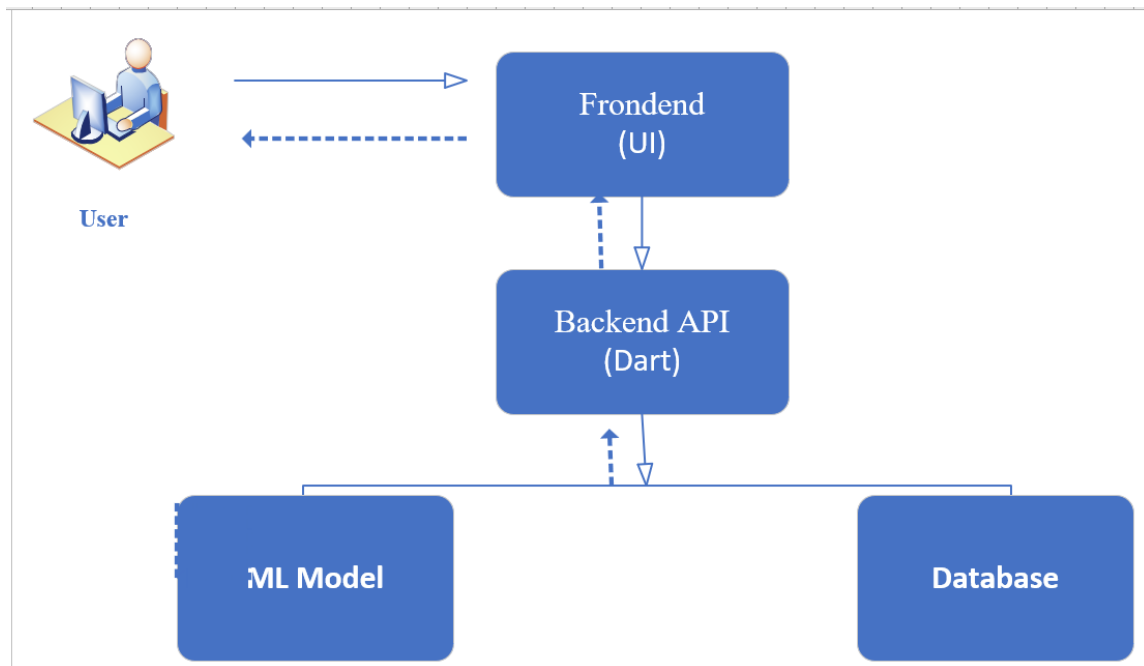 Frondend
(UI)
User
Backend API
(Dart)
ML Model
Database